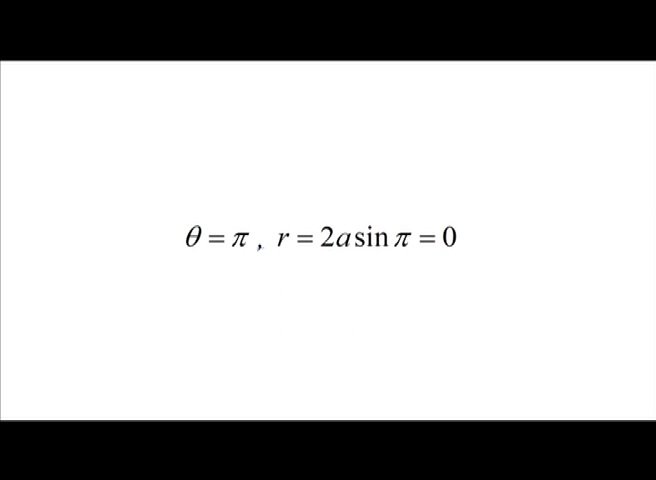 θ = π , r = 2a sin π = 0